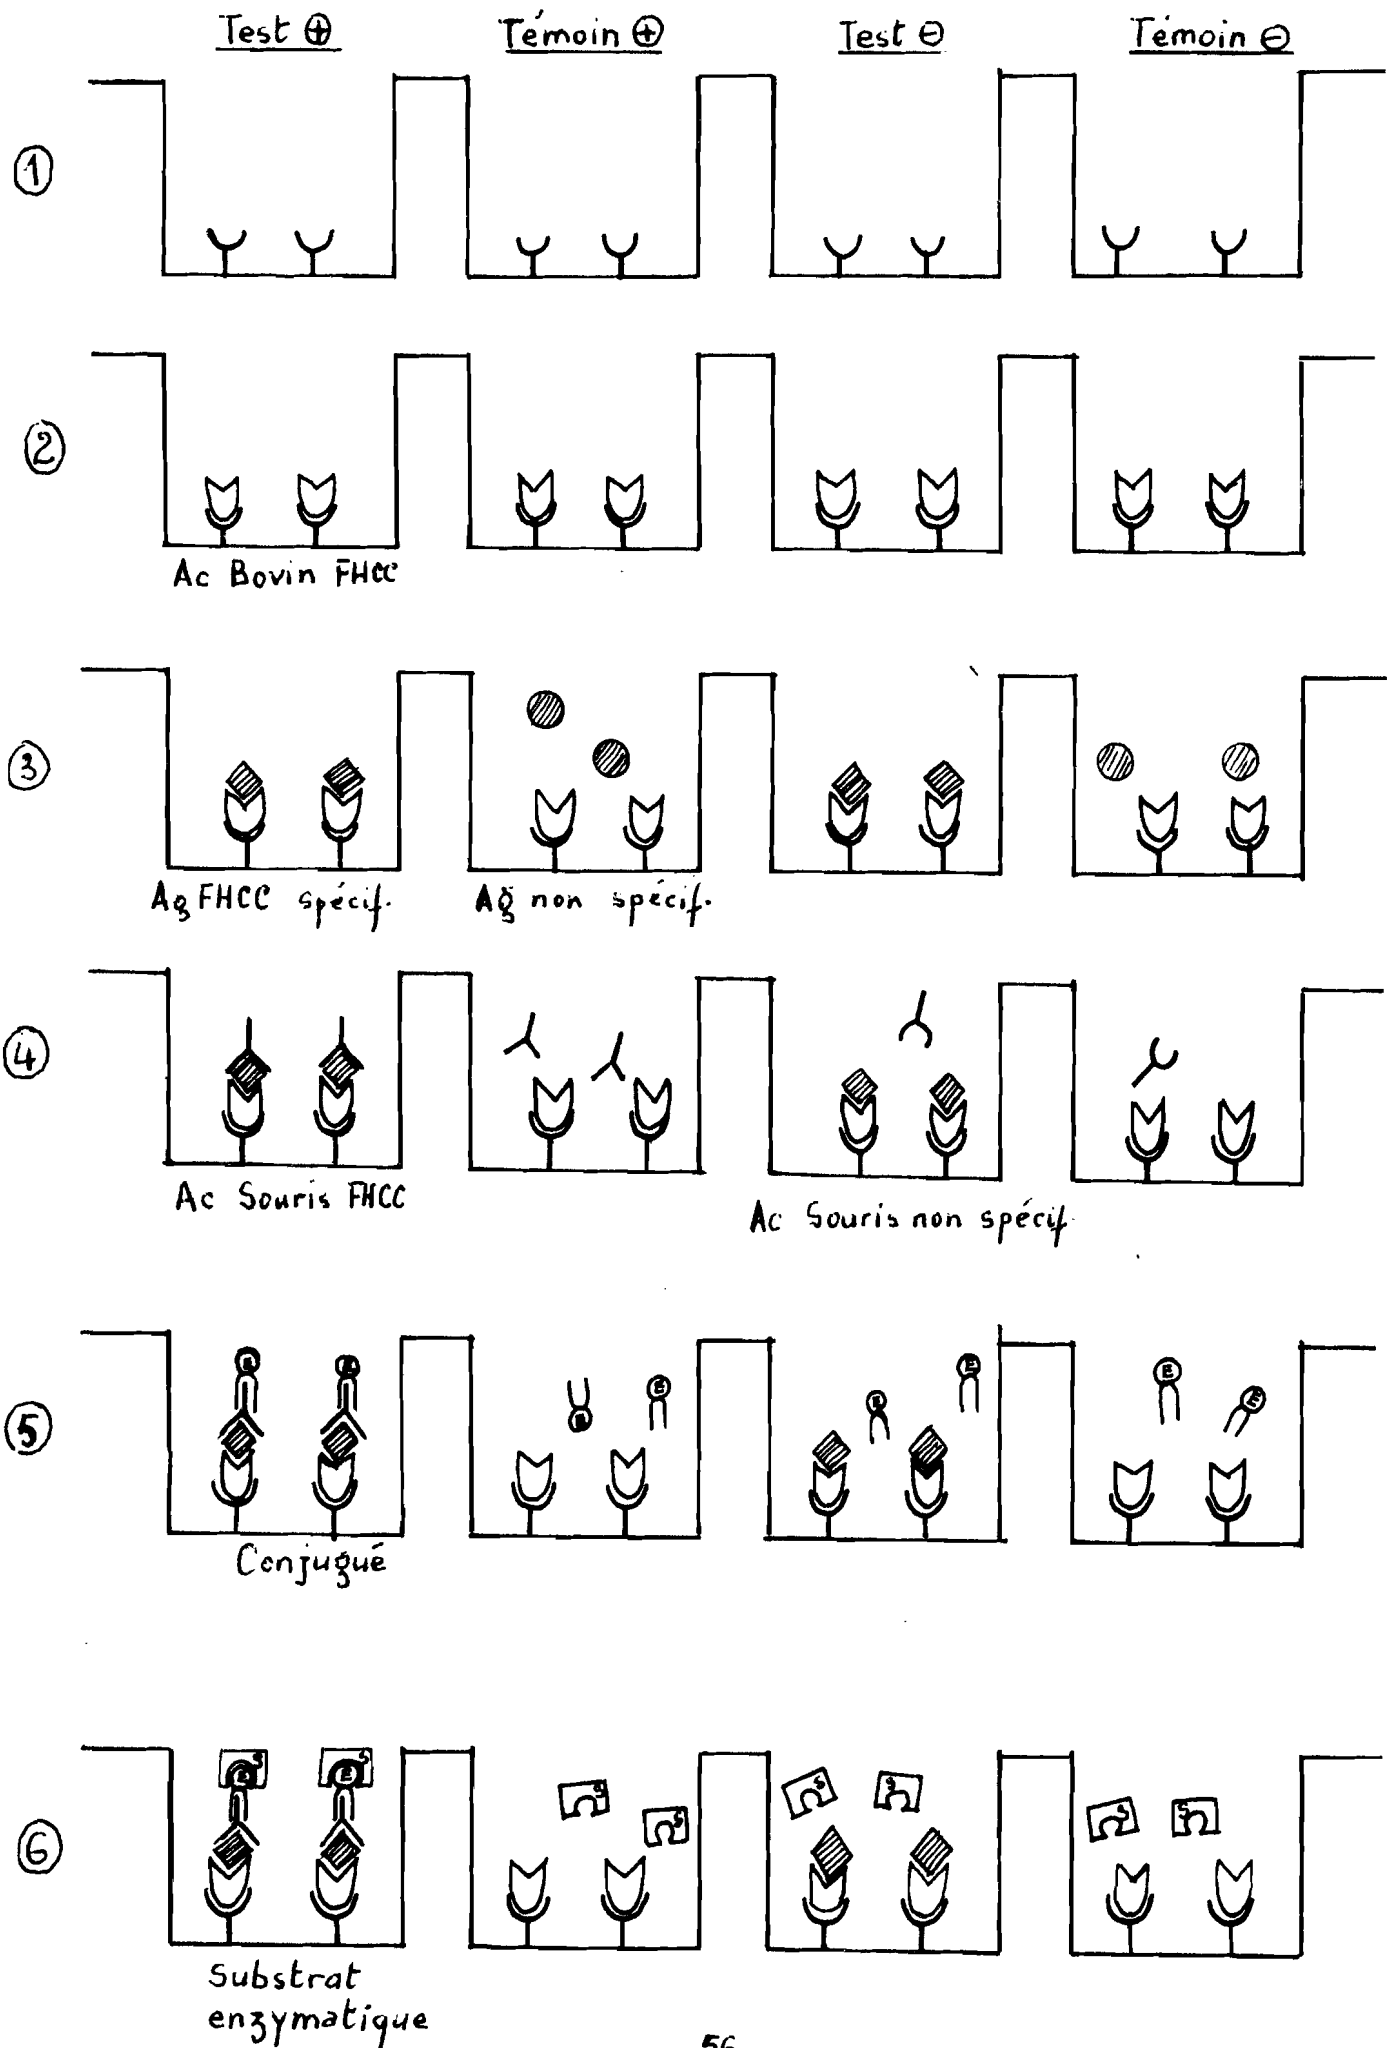 Test ⊕ Témoin ⊕ Test ⊖ Témoin ⊖
1
2
Ac Bovin FHCC
3
Ag FHCC spécif. Ag non spécif.
4
Ac Souris FHCC
Ac Souris non spécif
5
E E E E E E E E
Conjugué
6
S S S S S S S S
E E
Substrat
enzymatique
56